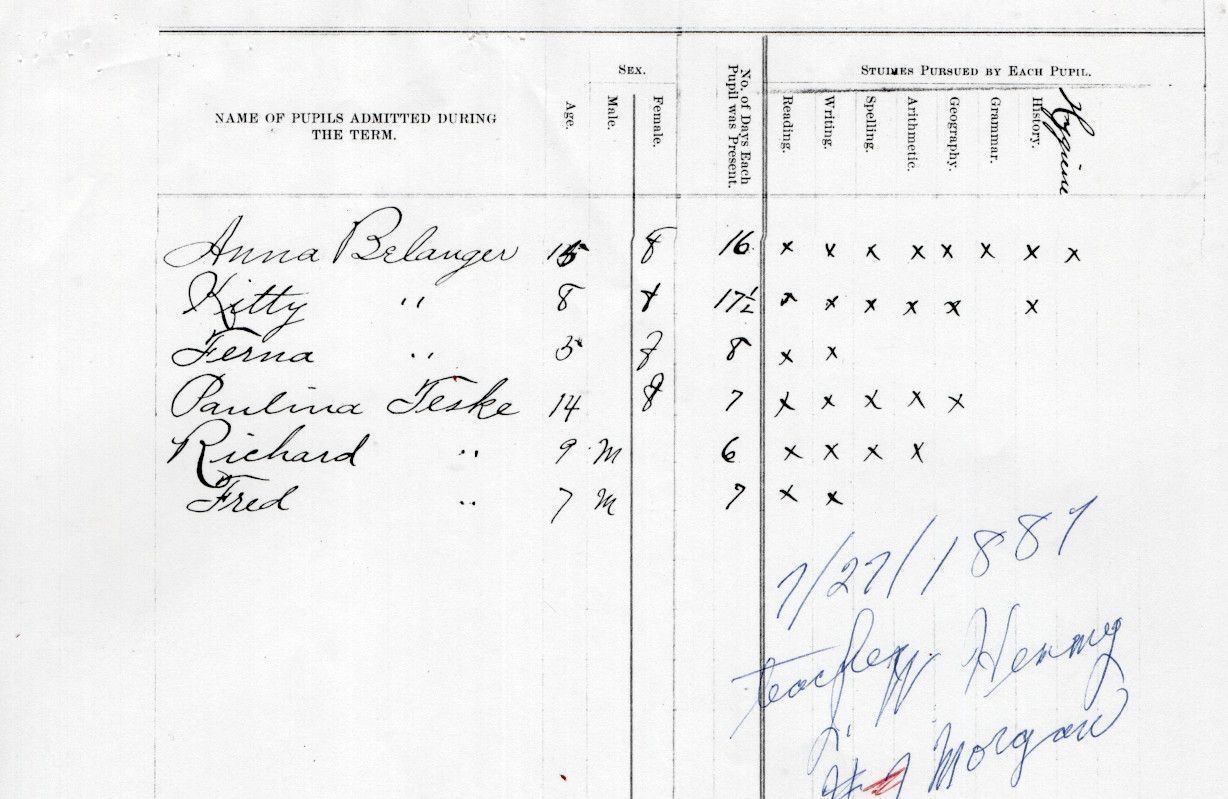 SEX.
STUDIES PURSUED BY EACH PUPIL.
NAME OF PUPILS ADMITTED DURING
THE TERM.
Age.
Male.
Female.
No. of Days Each
Pupil was Present.
Reading.
Writing.
Spelling.
Arithmetic.
Geography.
Grammar.
History.
Hygiene
Anna Belanger 15 F 16 x x x x x x x x
Kitty " 8 F 17½ x x x x x x
Ferna " 5 F 8 x x
Paulina Teske 14 F 7 x x x x x
Richard " 9 M 6 x x x x
Fred " 7 M 7 x x
7/27/1887
teacher Henry
Morgan